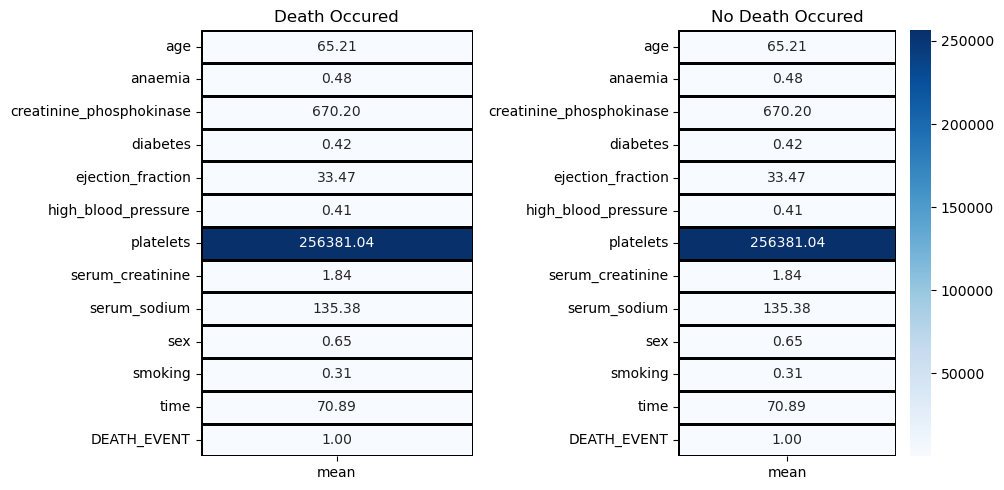 Death Occured
age 65.21
anaemia 0.48
creatinine_phosphokinase 670.20
diabetes 0.42
ejection_fraction 33.47
high_blood_pressure 0.41
platelets 256381.04
serum_creatinine 1.84
serum_sodium 135.38
sex 0.65
smoking 0.31
time 70.89
DEATH_EVENT 1.00
mean
No Death Occured
age 65.21
anaemia 0.48
creatinine_phosphokinase 670.20
diabetes 0.42
ejection_fraction 33.47
high_blood_pressure 0.41
platelets 256381.04
serum_creatinine 1.84
serum_sodium 135.38
sex 0.65
smoking 0.31
time 70.89
DEATH_EVENT 1.00
mean
250000
200000
150000
100000
50000